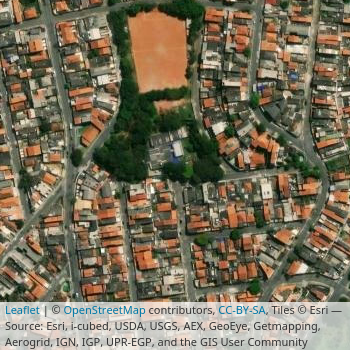 Leaflet | © OpenStreetMap contributors, CC-BY-SA, Tiles © Esri —
Source: Esri, i-cubed, USDA, USGS, AEX, GeoEye, Getmapping,
Aerogrid, IGN, IGP, UPR-EGP, and the GIS User Community